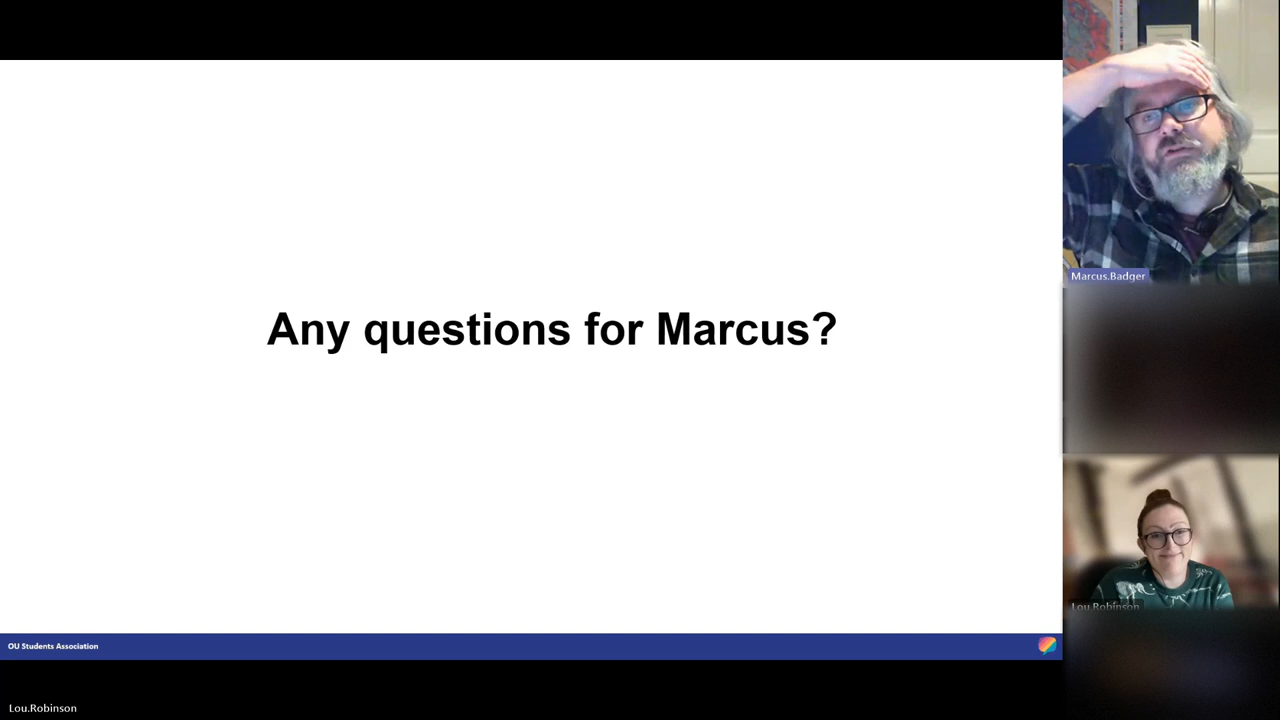 Any questions for Marcus?
Marcus.Badger
Lou Robinson
OU Students Association
Lou.Robinson